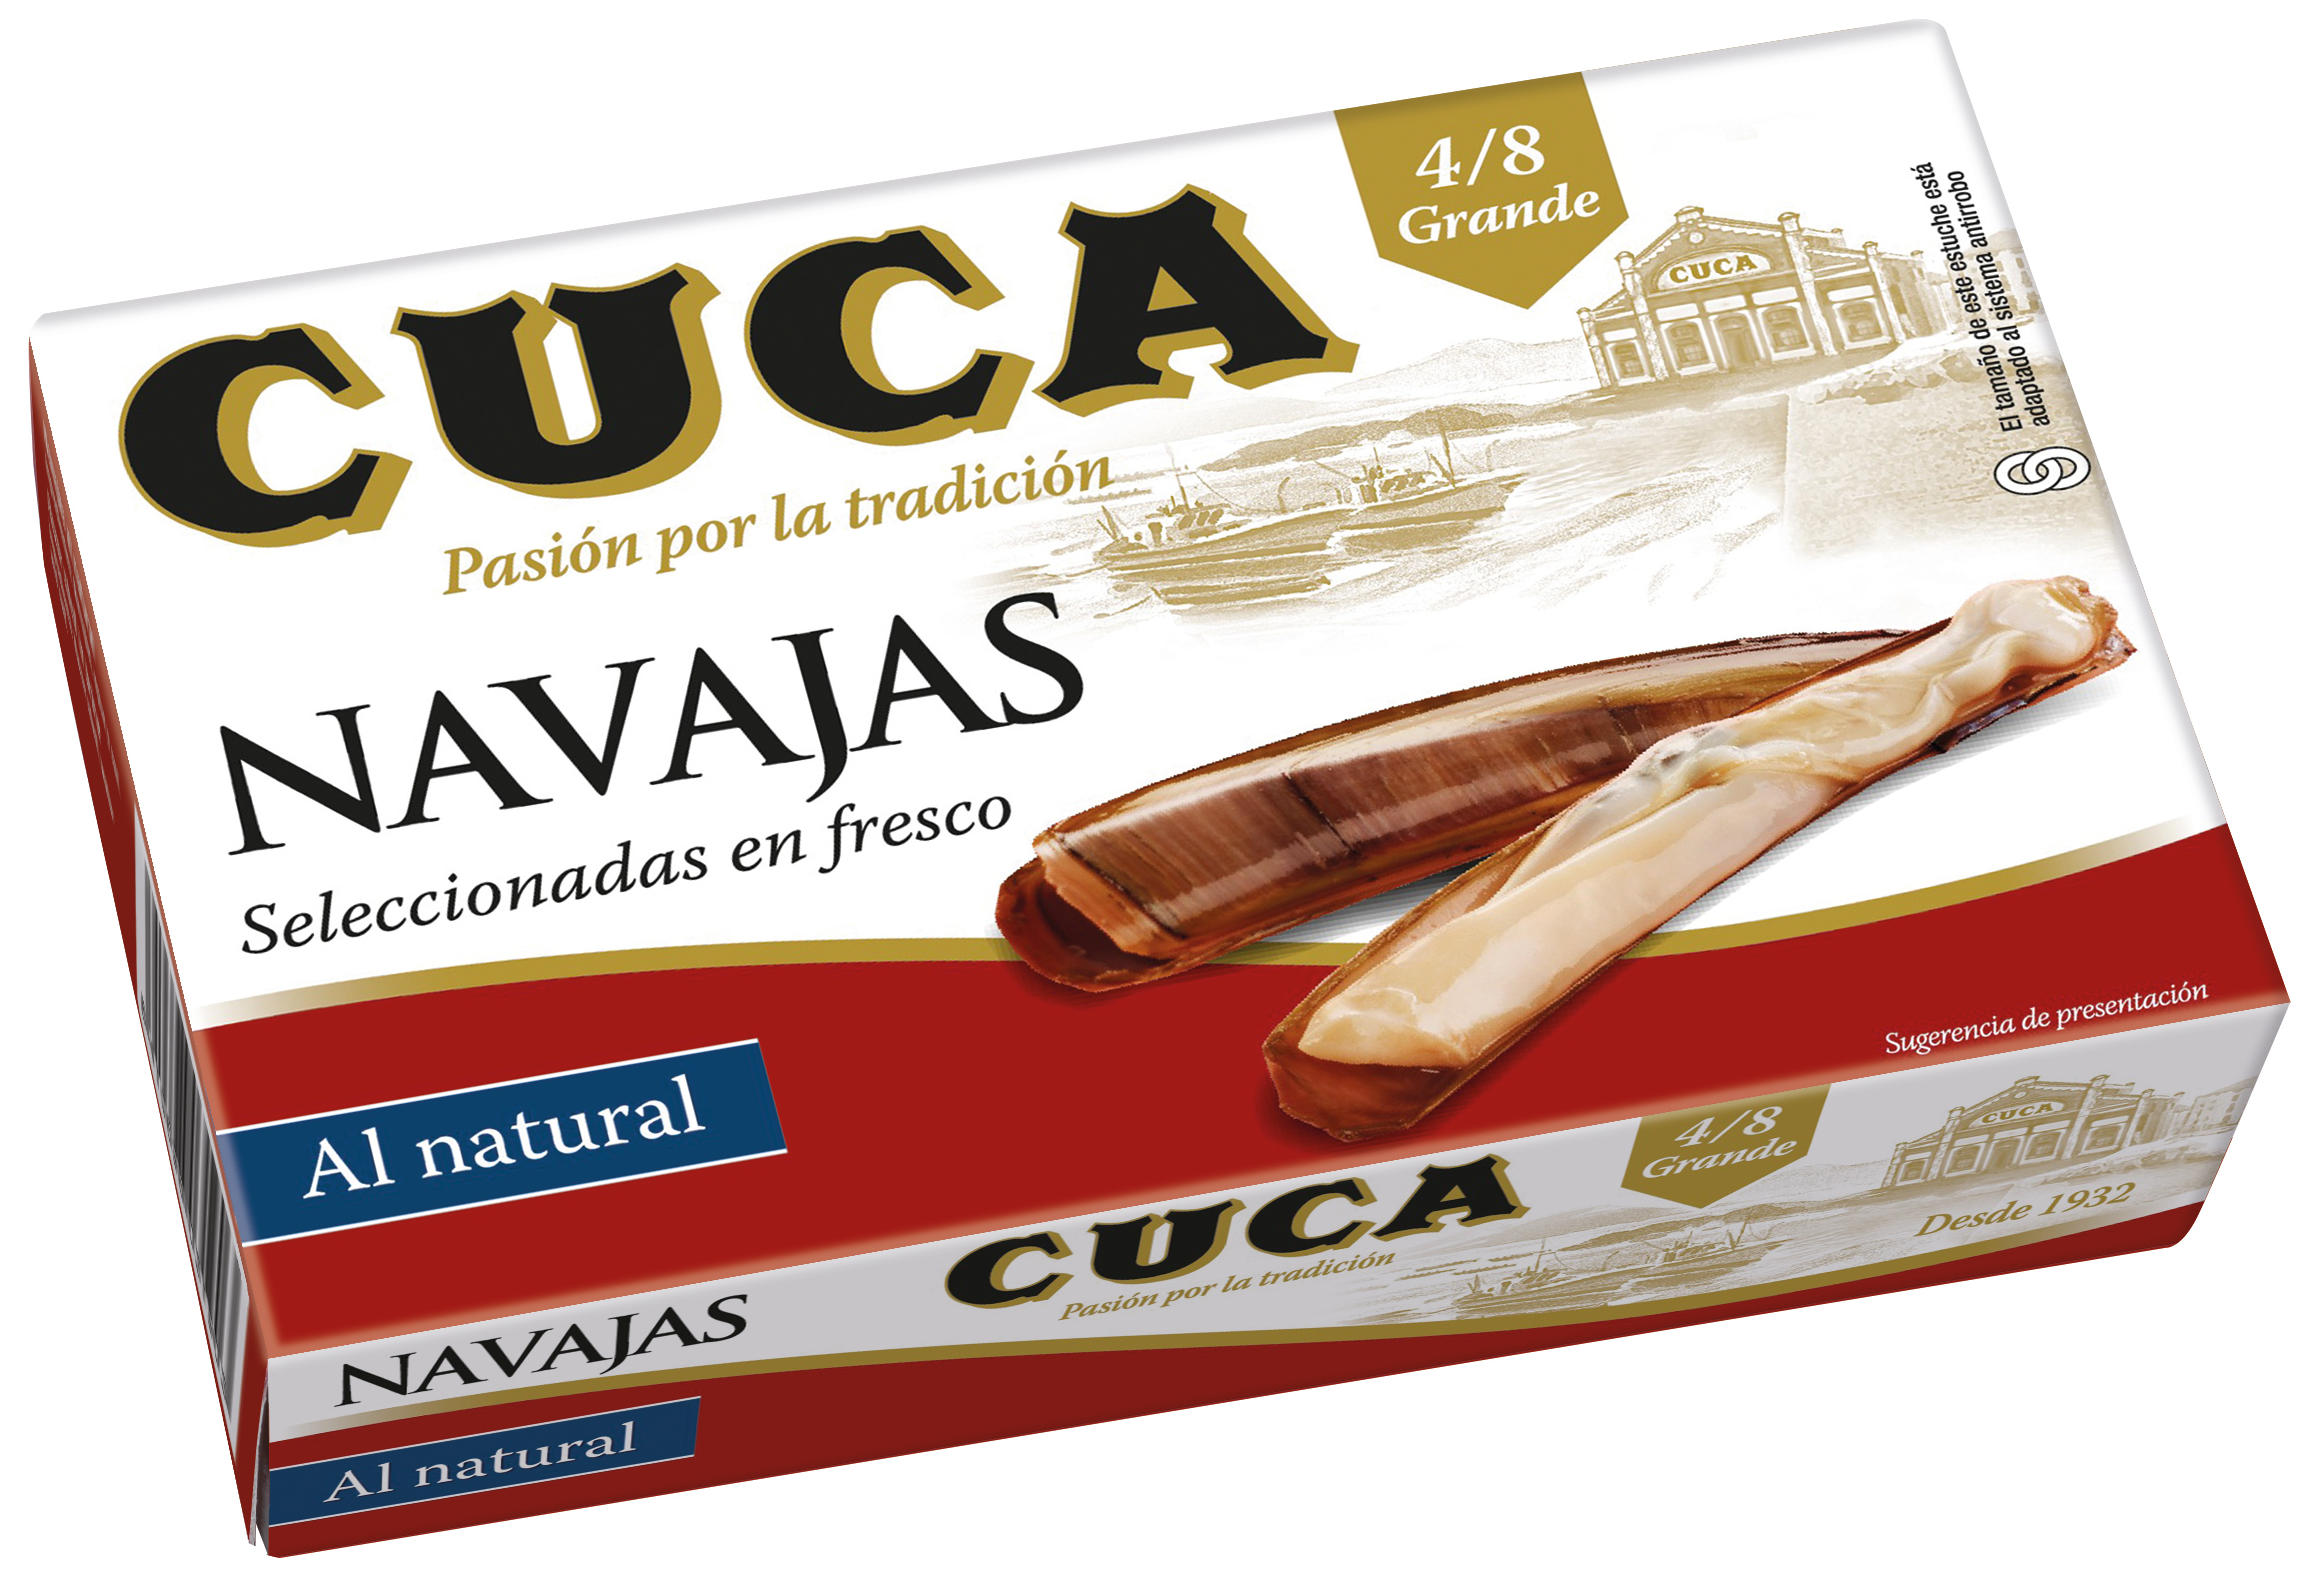 4/8
Grande
CUCA
CUCA
El tamaño de este estuche está
adaptado al sistema antirrobo
Pasión por la tradición
NAVAJAS
Seleccionadas en fresco
Sugerencia de presentación
Al natural
4/8
Grande
CUCA
CUCA
Pasión por la tradición
Desde 1932
NAVAJAS
Al natural